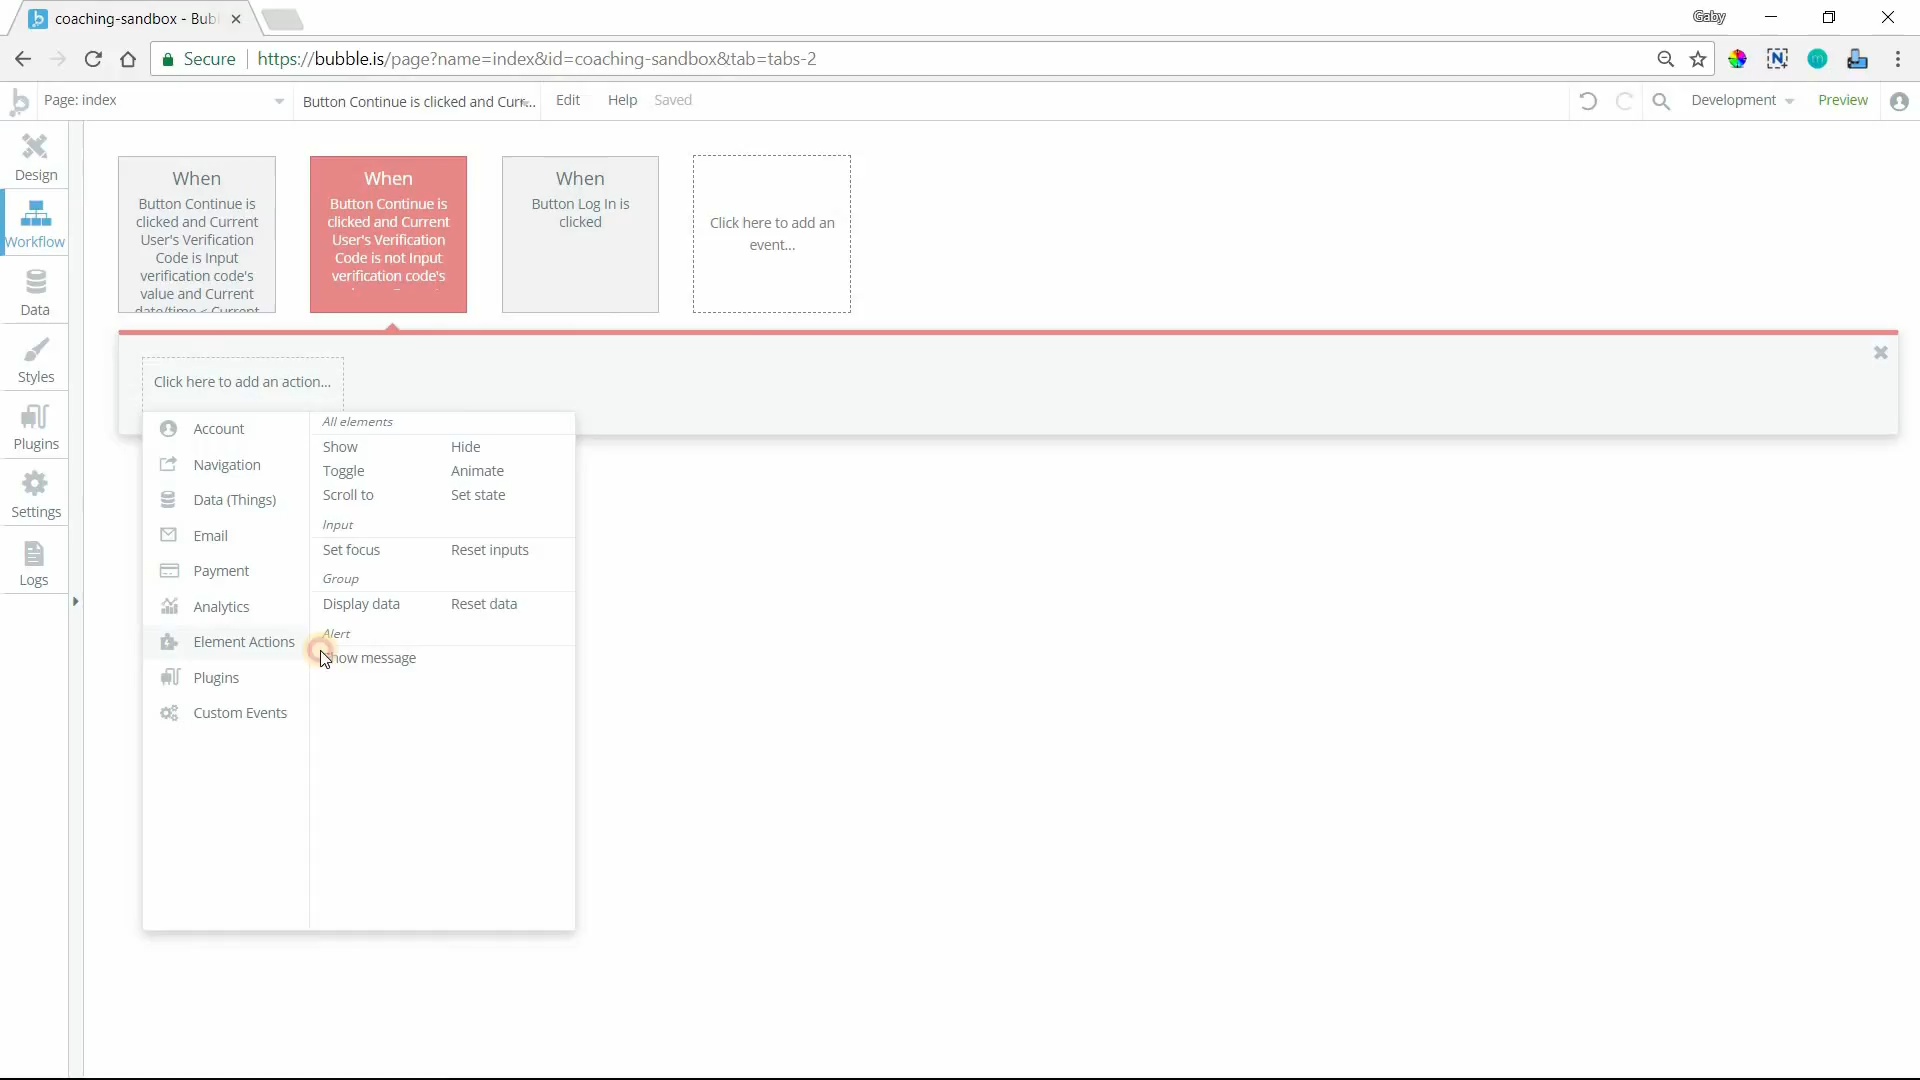 coaching-sandbox - Bub
Gaby
Secure
https://bubble.is/page?name=index&id=coaching-sandbox&tab=tabs-2
Page: index
Button Continue is clicked and Curr...
Edit
Help
Saved
Development
Preview
Design
Workflow
Data
Styles
Plugins
Settings
Logs
When
Button Continue is
clicked and Current
User's Verification
Code is Input
verification code's
value and Current
date/time < Current
When
Button Continue is
clicked and Current
User's Verification
Code is not Input
verification code's
When
Button Log In is
clicked
Click here to add an
event...
Click here to add an action...
Account
Navigation
Data (Things)
Email
Payment
Analytics
Element Actions
Plugins
Custom Events
All elements
Show Hide
Toggle Animate
Scroll to Set state
Input
Set focus Reset inputs
Group
Display data Reset data
Alert
Show message